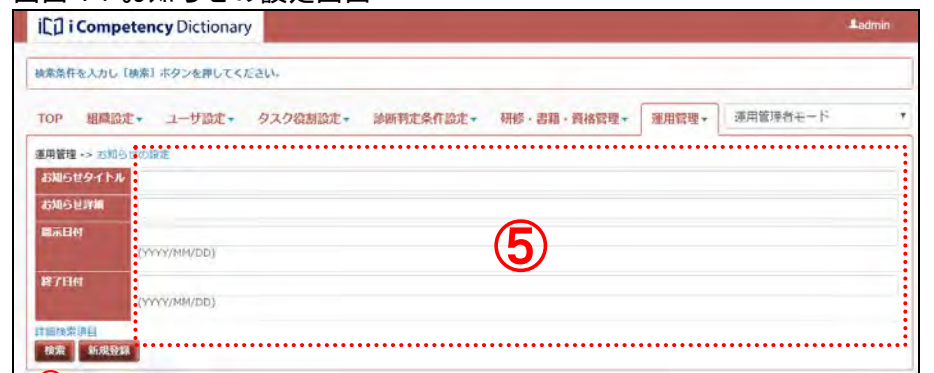 iCD i Competency Dictionary
admin
検索条件を入力し「検索」ボタンを押してください。
TOP 組織設定 ユーザ設定 タスク役割設定 診断判定条件設定 研修・書籍・資格管理 運用管理 運用管理者モード
運用管理 -> お知らせの設定
お知らせタイトル
お知らせ詳細
開示日付
(YYYY/MM/DD)
⑤
終了日付
(YYYY/MM/DD)
詳細検索項目
検索 新規登録